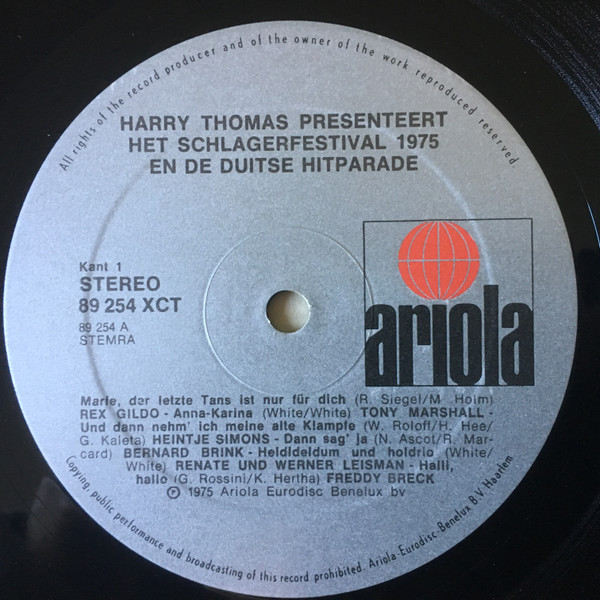 All rights of the record producer and of the owner of the work reproduced reserved.
HARRY THOMAS PRESENTEERT
HET SCHLAGERFESTIVAL 1975
EN DE DUITSE HITPARADE
Kant 1
STEREO
89 254 XCT
89 254 A
STEMRA
ariola
Marie, der letzte Tans ist nur für dich (R. Siegel/M. Holm)
REX GILDO - Anna-Karina (White/White) TONY MARSHALL -
Und dann nehm' ich meine alte Klampfe (W. Roloff/H. Hee/
G. Kaleta) HEINTJE SIMONS - Dann sag' ja (N. Ascot/R. Mar-
card) BERNARD BRINK - Heidideldum und holdrio (White/
White) RENATE UND WERNER LEISMAN - Halli,
hallo (G. Rossini/K. Hertha) FREDDY BRECK
Ⓟ 1975 Ariola Eurodisc Benelux bv
Copying, public performance and broadcasting of this record prohibited. Ariola-Eurodisc-Benelux B.V. Haarlem